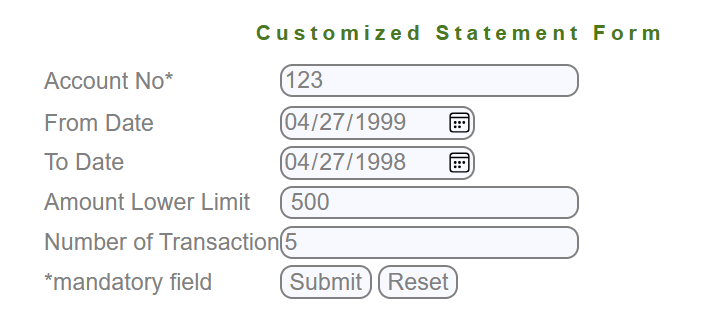 Customized Statement Form
Account No* 123
From Date 04/27/1999
To Date 04/27/1998
Amount Lower Limit 500
Number of Transaction 5
*mandatory field Submit Reset